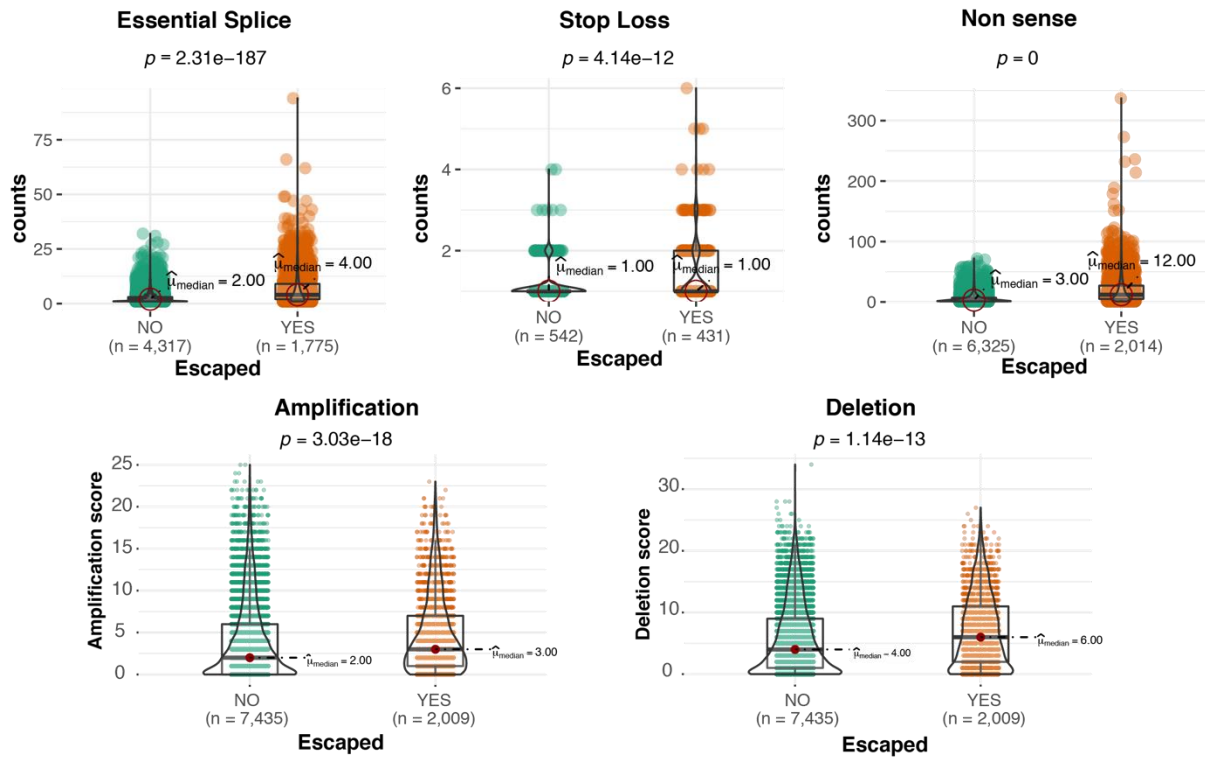 Essential Splice
p = 2.31e−187
counts
75
50
25
0
μ̂median = 2.00
μ̂median = 4.00
NO
(n = 4,317)
YES
(n = 1,775)
Escaped
Stop Loss
p = 4.14e−12
counts
6
4
2
μ̂median = 1.00
μ̂median = 1.00
NO
(n = 542)
YES
(n = 431)
Escaped
Non sense
p = 0
counts
300
200
100
0
μ̂median = 3.00
μ̂median = 12.00
NO
(n = 6,325)
YES
(n = 2,014)
Escaped
Amplification
p = 3.03e−18
Amplification score
25
20
15
10
5
0
μ̂median = 2.00
μ̂median = 3.00
NO
(n = 7,435)
YES
(n = 2,009)
Escaped
Deletion
p = 1.14e−13
Deletion score
30
20
10
0
μ̂median − 4.00
μ̂median = 6.00
NO
(n = 7,435)
YES
(n = 2,009)
Escaped